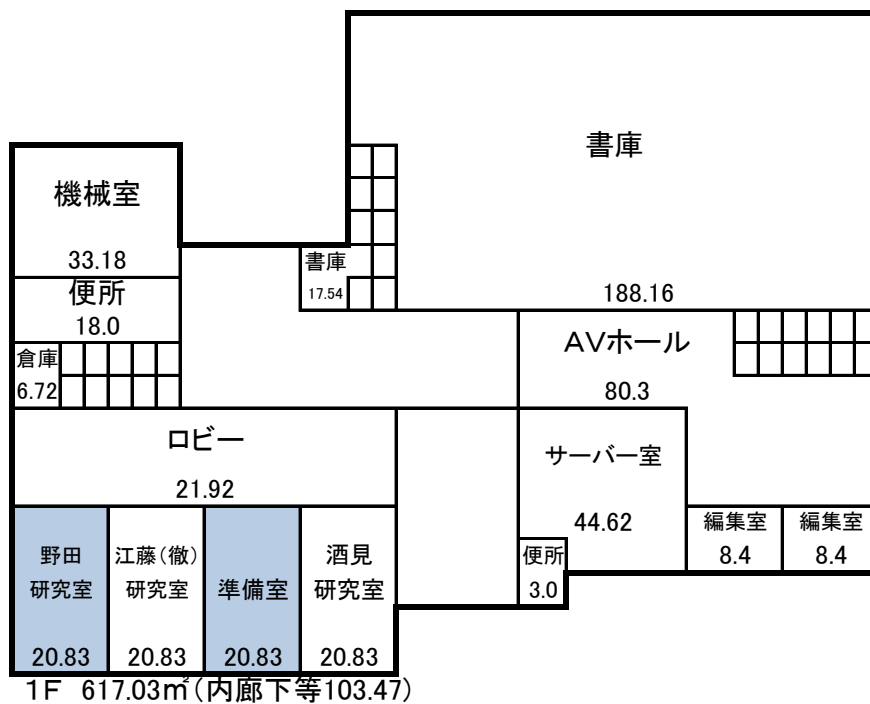 書庫
188.16
機械室
33.18
書庫
17.54
便所
18.0
倉庫
6.72
AVホール
80.3
ロビー
21.92
サーバー室
44.62
編集室
8.4
編集室
8.4
便所
3.0
野田
研究室
20.83
江藤(徹)
研究室
20.83
準備室
20.83
酒見
研究室
20.83
1F 617.03㎡(内廊下等103.47)